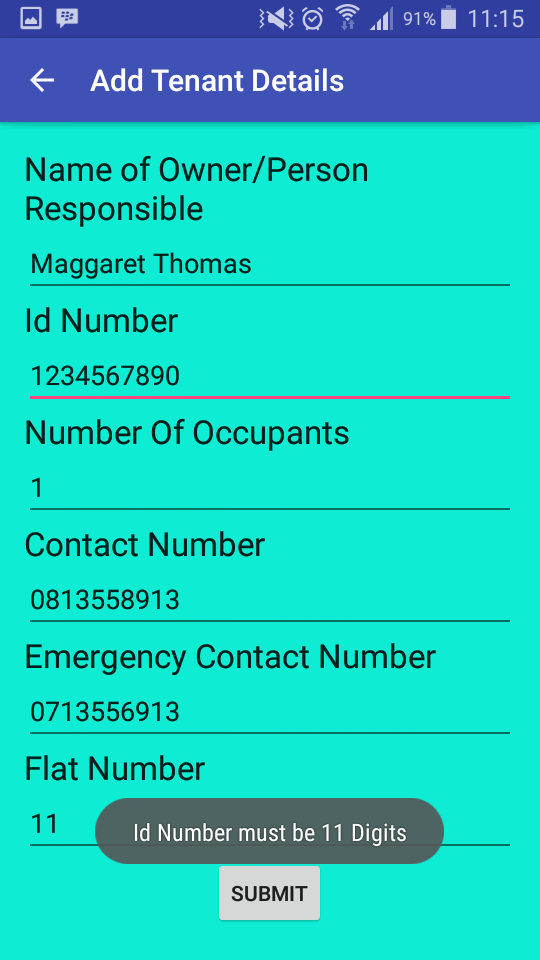 91% 11:15
Add Tenant Details
Name of Owner/Person
Responsible
Maggaret Thomas
Id Number
1234567890
Number Of Occupants
1
Contact Number
0813558913
Emergency Contact Number
0713556913
Flat Number
11
Id Number must be 11 Digits
SUBMIT